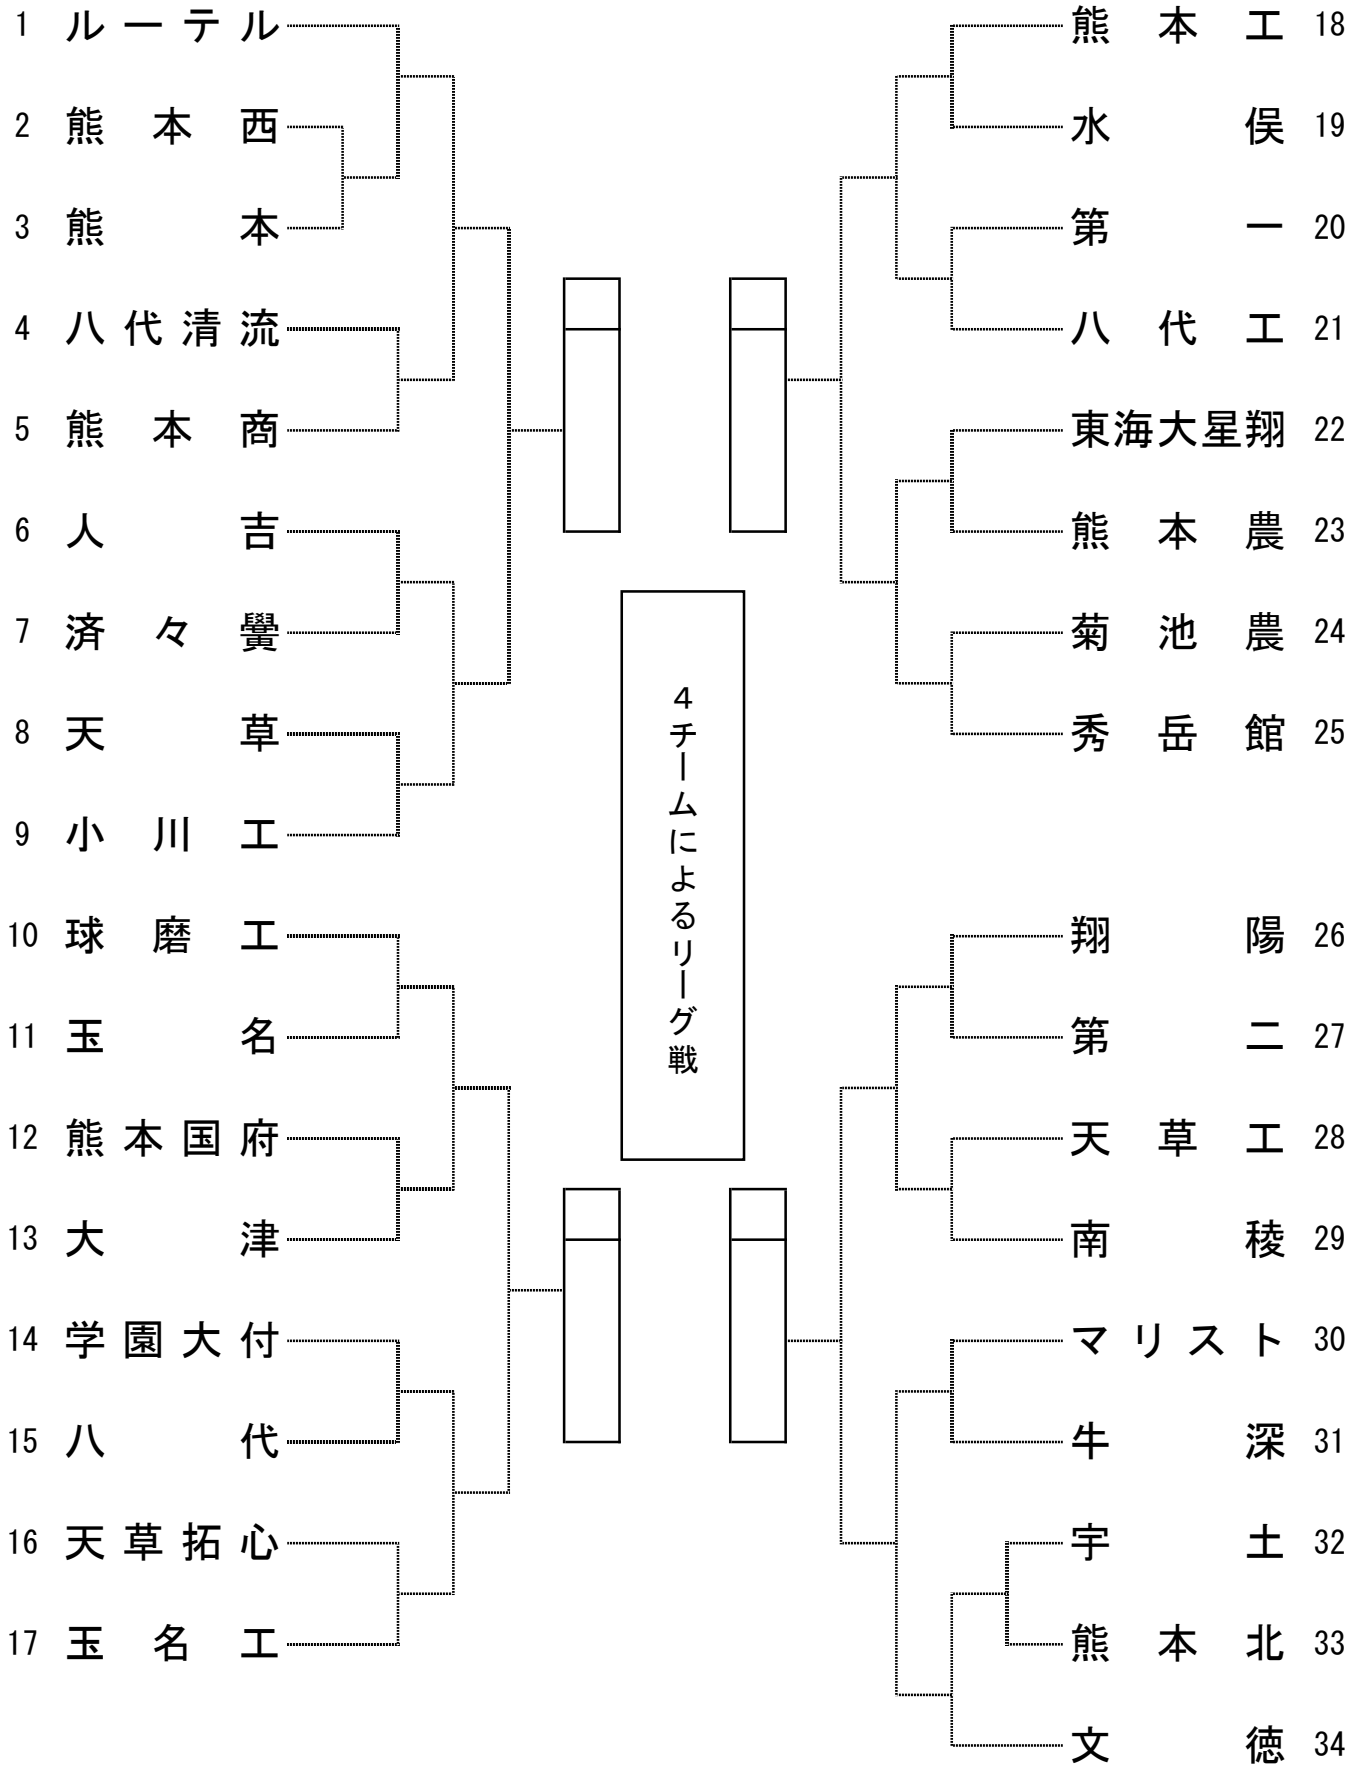 1 ルーテル
2 熊本西
3 熊本
4 八代清流
5 熊本商
6 人吉
7 済々黌
8 天草
9 小川工
10 球磨工
11 玉名
12 熊本国府
13 大津
14 学園大付
15 八代
16 天草拓心
17 玉名工
4チームによるリーグ戦
熊本工 18
水俣 19
第一 20
八代工 21
東海大星翔 22
熊本農 23
菊池農 24
秀岳館 25
翔陽 26
第二 27
天草工 28
南稜 29
マリスト 30
牛深 31
宇土 32
熊本北 33
文徳 34